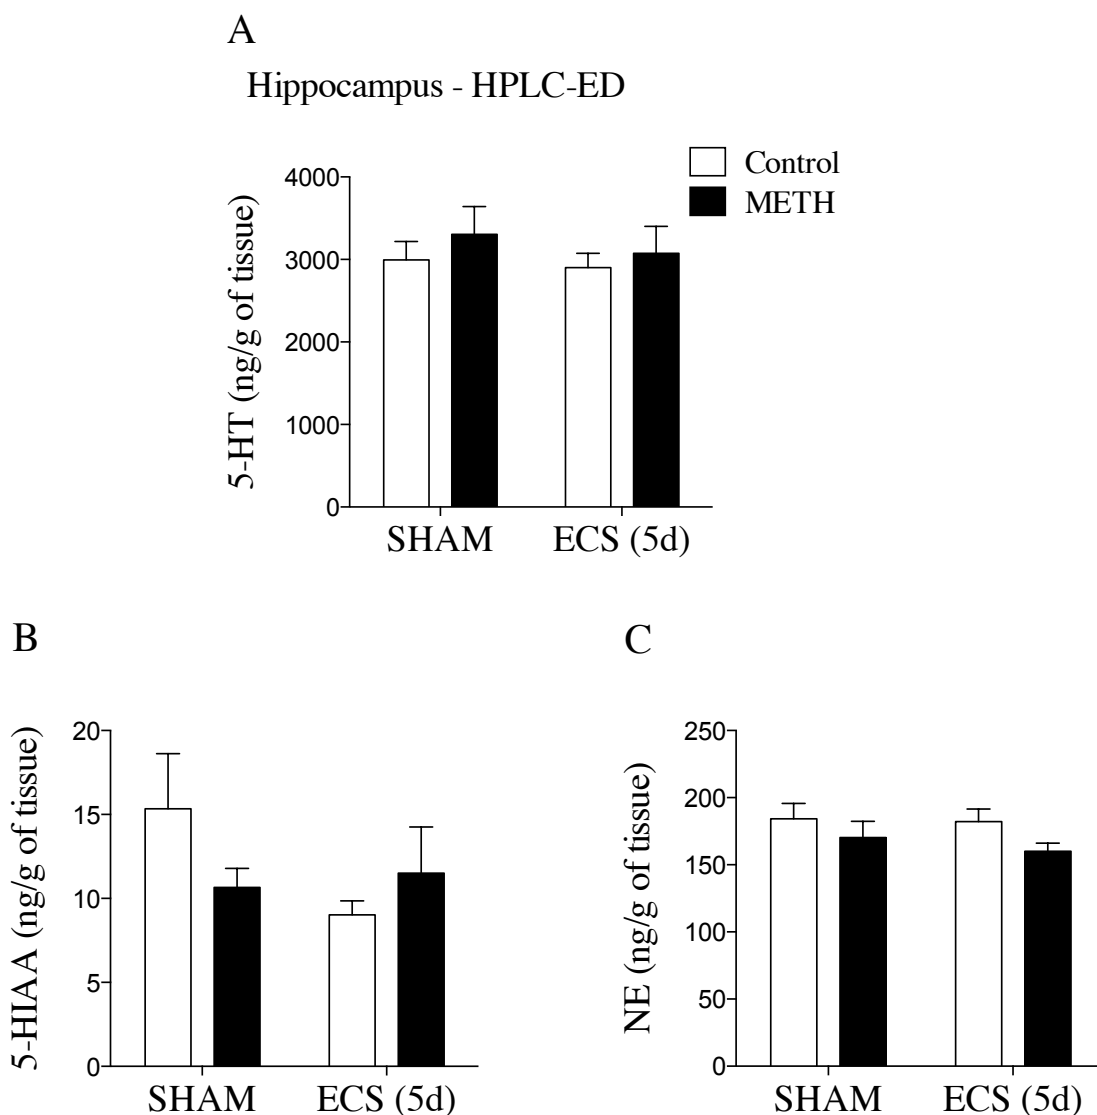 A
Hippocampus - HPLC-ED
Control
METH
5-HT (ng/g of tissue)
4000
3000
2000
1000
0
SHAM
ECS (5d)
B
5-HIAA (ng/g of tissue)
20
15
10
5
0
SHAM
ECS (5d)
C
NE (ng/g of tissue)
250
200
150
100
50
0
SHAM
ECS (5d)